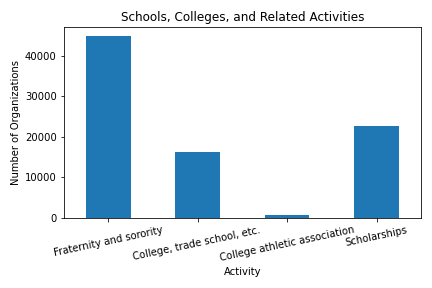 Schools, Colleges, and Related Activities
Number of Organizations
40000
30000
20000
10000
0
Fraternity and sorority
College, trade school, etc.
College athletic association
Scholarships
Activity